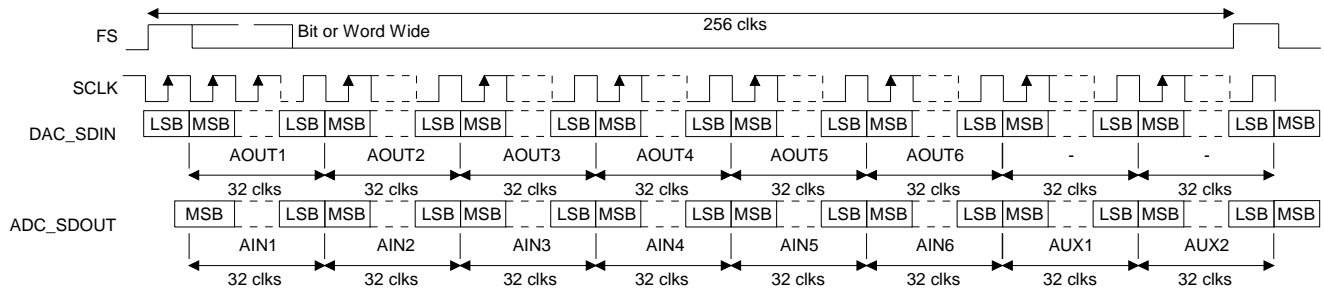 256 clks
FS Bit or Word Wide
SCLK
DAC_SDIN LSB MSB LSB MSB LSB MSB LSB MSB LSB MSB LSB MSB LSB MSB LSB MSB LSB MSB
AOUT1 AOUT2 AOUT3 AOUT4 AOUT5 AOUT6 - -
32 clks 32 clks 32 clks 32 clks 32 clks 32 clks 32 clks 32 clks
ADC_SDOUT MSB LSB MSB LSB MSB LSB MSB LSB MSB LSB MSB LSB MSB LSB MSB LSB MSB
AIN1 AIN2 AIN3 AIN4 AIN5 AIN6 AUX1 AUX2
32 clks 32 clks 32 clks 32 clks 32 clks 32 clks 32 clks 32 clks